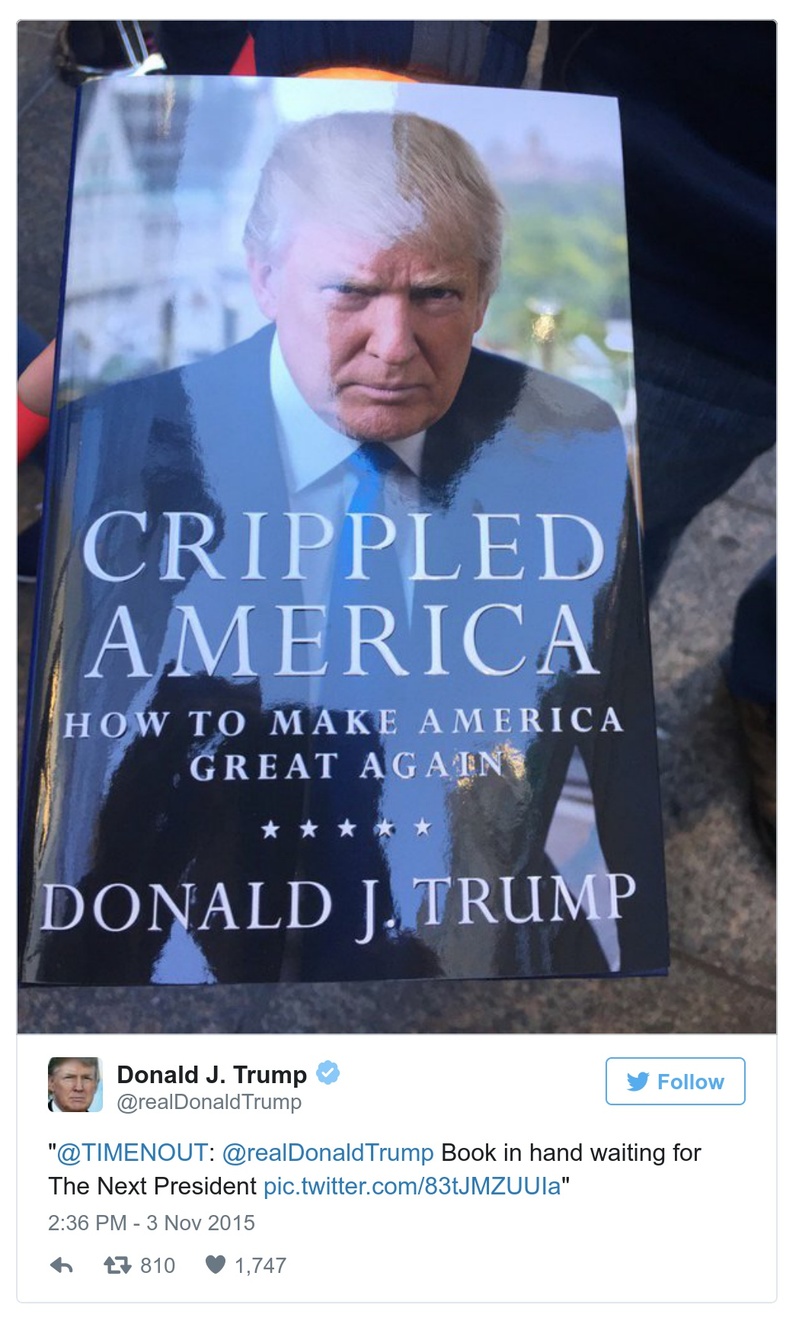 CRIPPLED
AMERICA
HOW TO MAKE AMERICA
GREAT AGAIN
★ ★ ★ ★ ★
DONALD J. TRUMP
Donald J. Trump
@realDonaldTrump
Follow
"@TIMENOUT: @realDonaldTrump Book in hand waiting for
The Next President pic.twitter.com/83tJMZUUIa"
2:36 PM - 3 Nov 2015
810 1,747